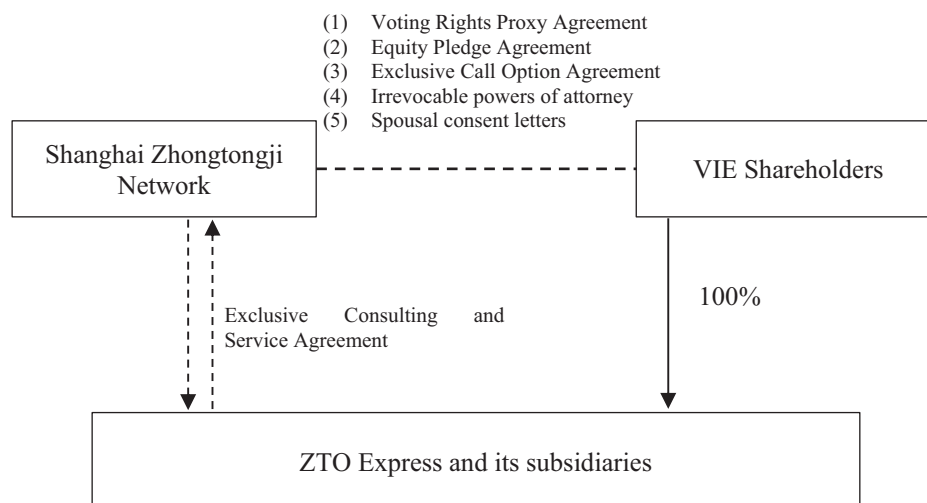 (1) Voting Rights Proxy Agreement
(2) Equity Pledge Agreement
(3) Exclusive Call Option Agreement
(4) Irrevocable powers of attorney
(5) Spousal consent letters
Shanghai Zhongtongji
Network
VIE Shareholders
100%
Exclusive Consulting and
Service Agreement
ZTO Express and its subsidiaries